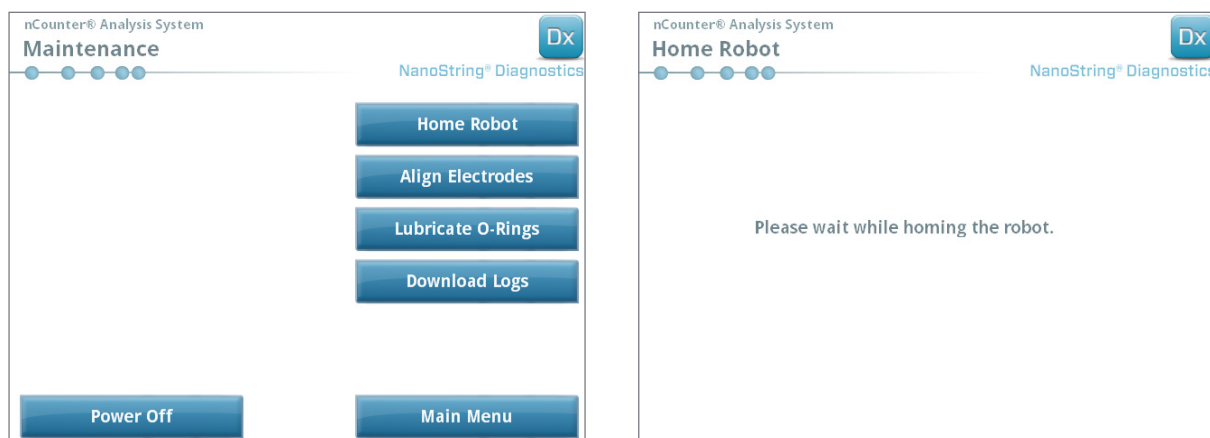 nCounter® Analysis System
Maintenance
Dx
NanoString® Diagnostics
Home Robot
Align Electrodes
Lubricate O-Rings
Download Logs
Power Off
Main Menu
nCounter® Analysis System
Home Robot
Dx
NanoString® Diagnostics
Please wait while homing the robot.